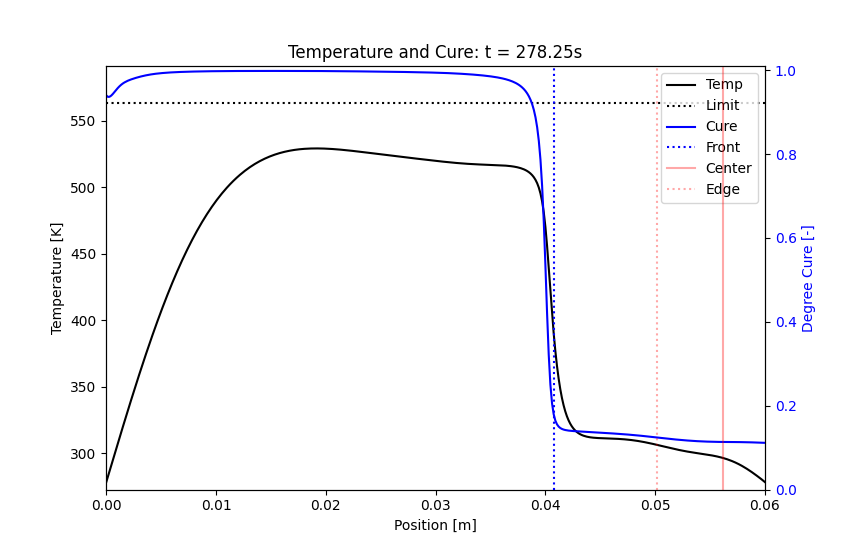 Temperature and Cure: t = 278.25s
Temp
Limit
Cure
Front
Center
Edge
Temperature [K]
550
500
450
400
350
300
Degree Cure [-]
1.0
0.8
0.6
0.4
0.2
0.0
0.00 0.01 0.02 0.03 0.04 0.05 0.06
Position [m]